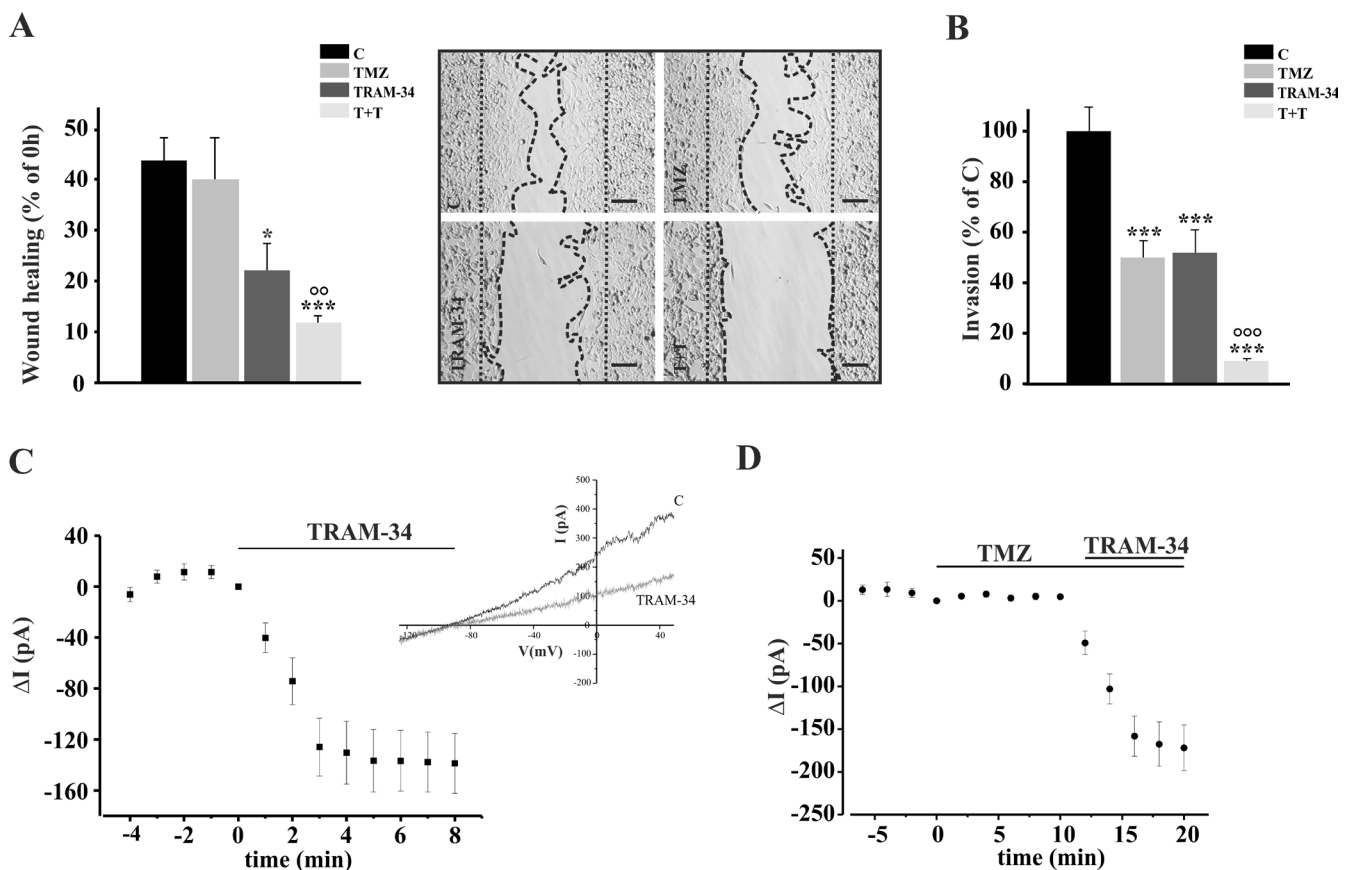 A
C
TMZ
TRAM-34
T+T
Wound healing (% of 0h)
50
40
30
20
10
0
*
°°
***
C
TMZ
TRAM-34
T+T
B
C
TMZ
TRAM-34
T+T
Invasion (% of C)
100
80
60
40
20
0
***
***
°°°
***
C
TRAM-34
ΔI (pA)
40
0
-40
-80
-120
-160
-4 -2 0 2 4 6 8
time (min)
I (pA)
500
400
300
200
100
0
-100
-200
-120 -80 0 40
V(mV)
C
TRAM-34
D
TMZ
TRAM-34
ΔI (pA)
50
0
-50
-100
-150
-200
-250
-5 0 5 10 15 20
time (min)